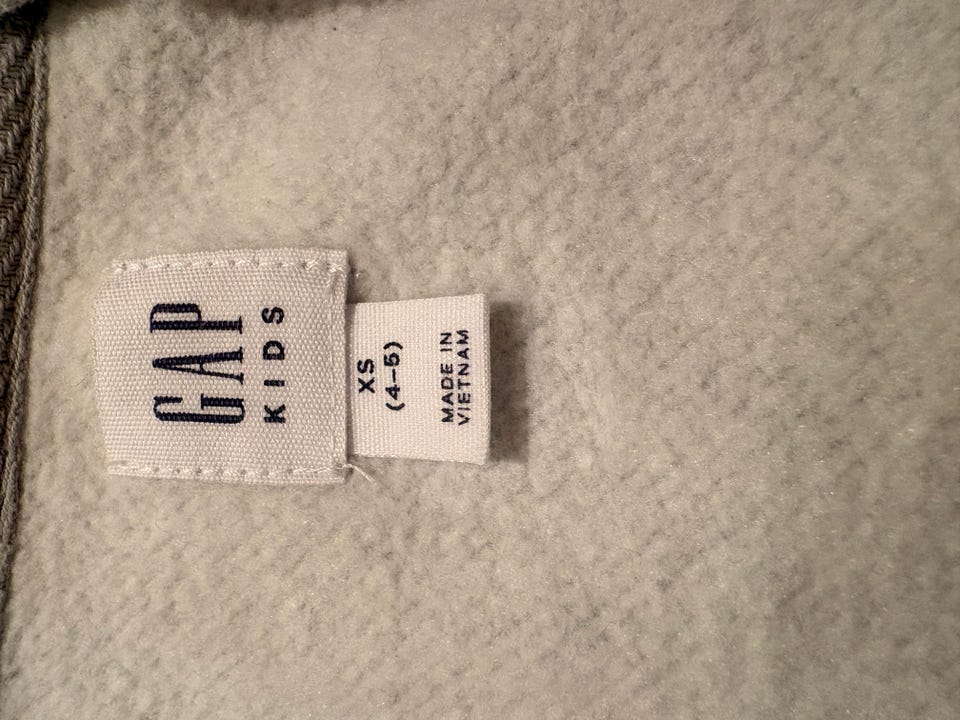 GAP
KIDS
XS
(4-5)
MADE IN
VIETNAM